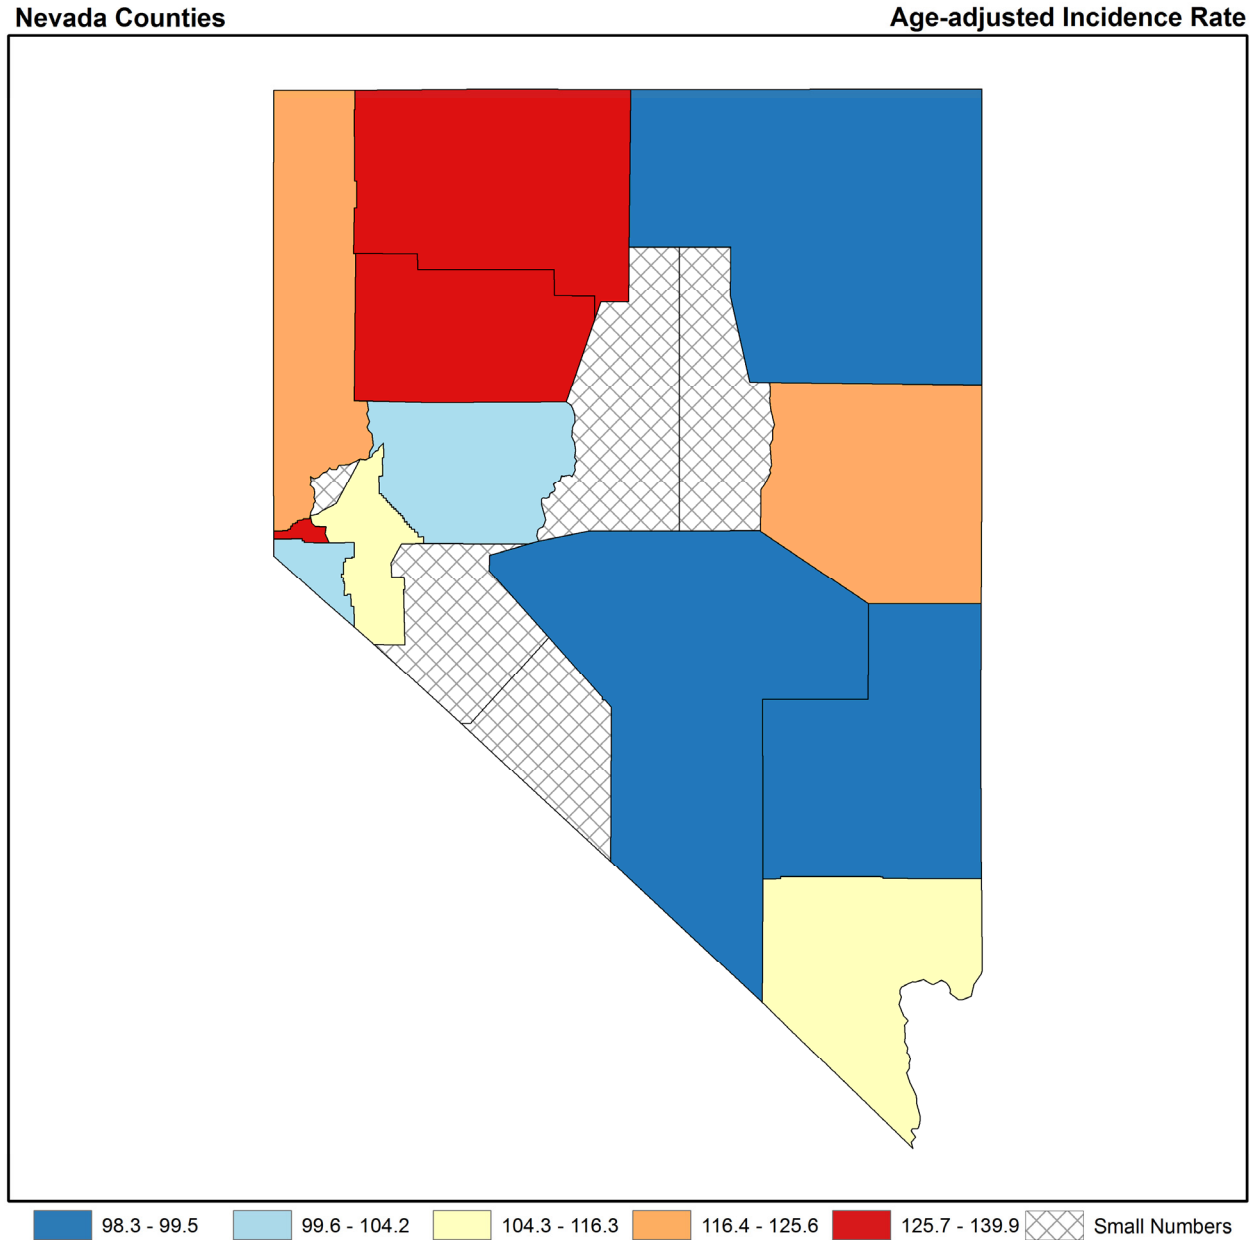 Nevada Counties Age-adjusted Incidence Rate
98.3 - 99.5 99.6 - 104.2 104.3 - 116.3 116.4 - 125.6 125.7 - 139.9 Small Numbers